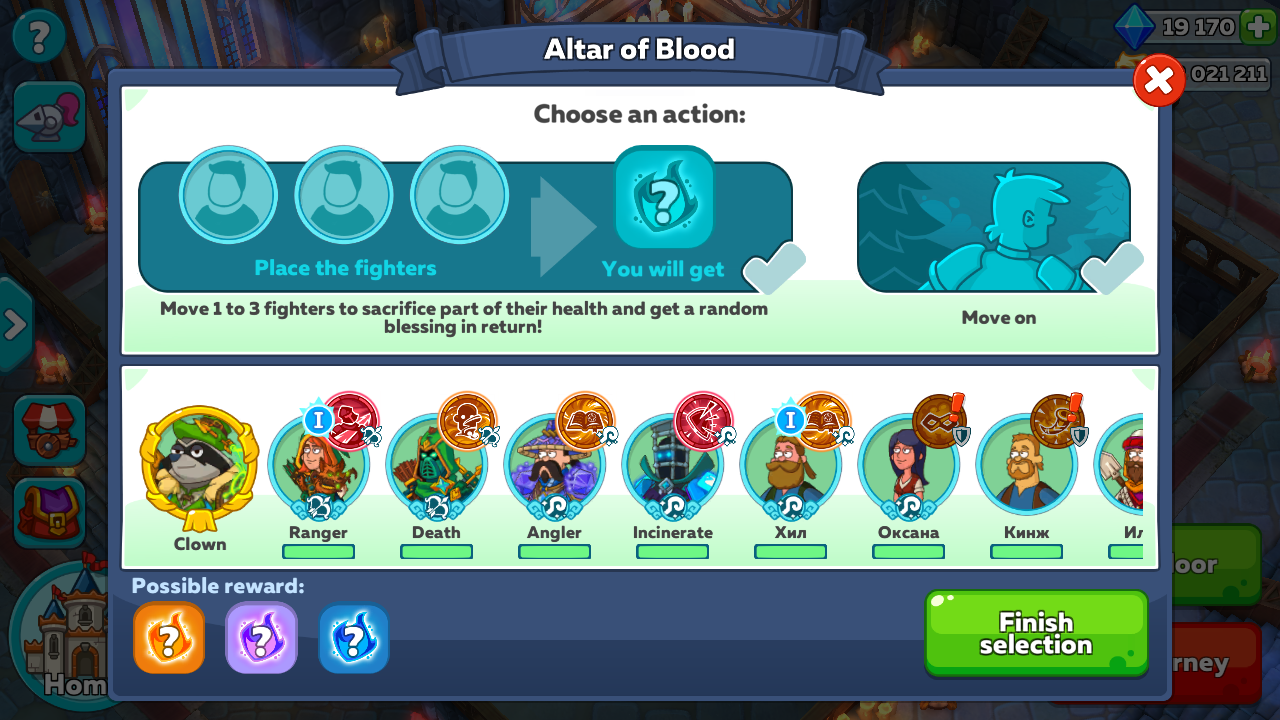 Altar of Blood
19 170
021 211
Choose an action:
Place the fighters
You will get
Move 1 to 3 fighters to sacrifice part of their health and get a random
blessing in return!
Move on
I
I
Clown
Ranger
Death
Angler
Incinerate
Хил
Оксана
Кинж
Ил
Possible reward:
Finish
selection
oor
rney
Hom